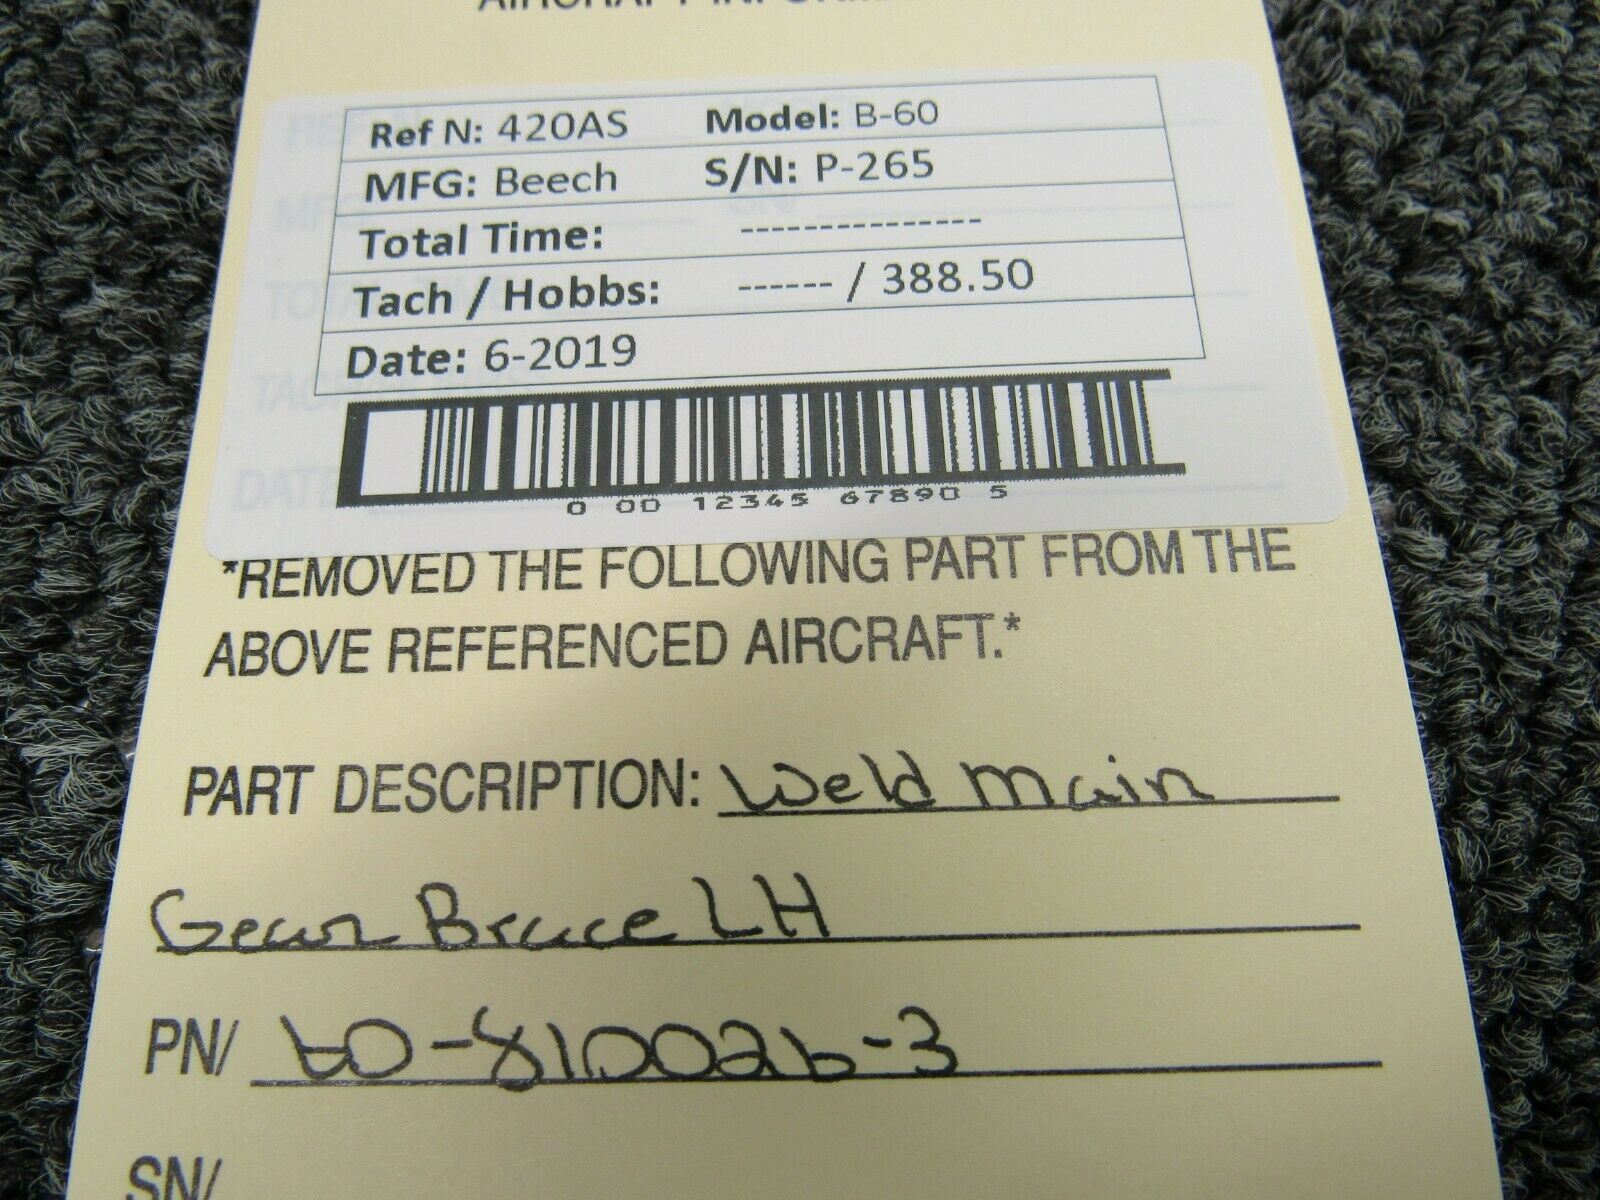 AIRCRAFT INFORMA
Ref N: 420AS Model: B-60
MFG: Beech S/N: P-265
Total Time: ---------------
Tach / Hobbs: ------ / 388.50
Date: 6-2019
0 00 12345 67890 5
*REMOVED THE FOLLOWING PART FROM THE
ABOVE REFERENCED AIRCRAFT.*
PART DESCRIPTION: Weld Main
Gear Brace LH
PN/ 60-810026-3
SN/